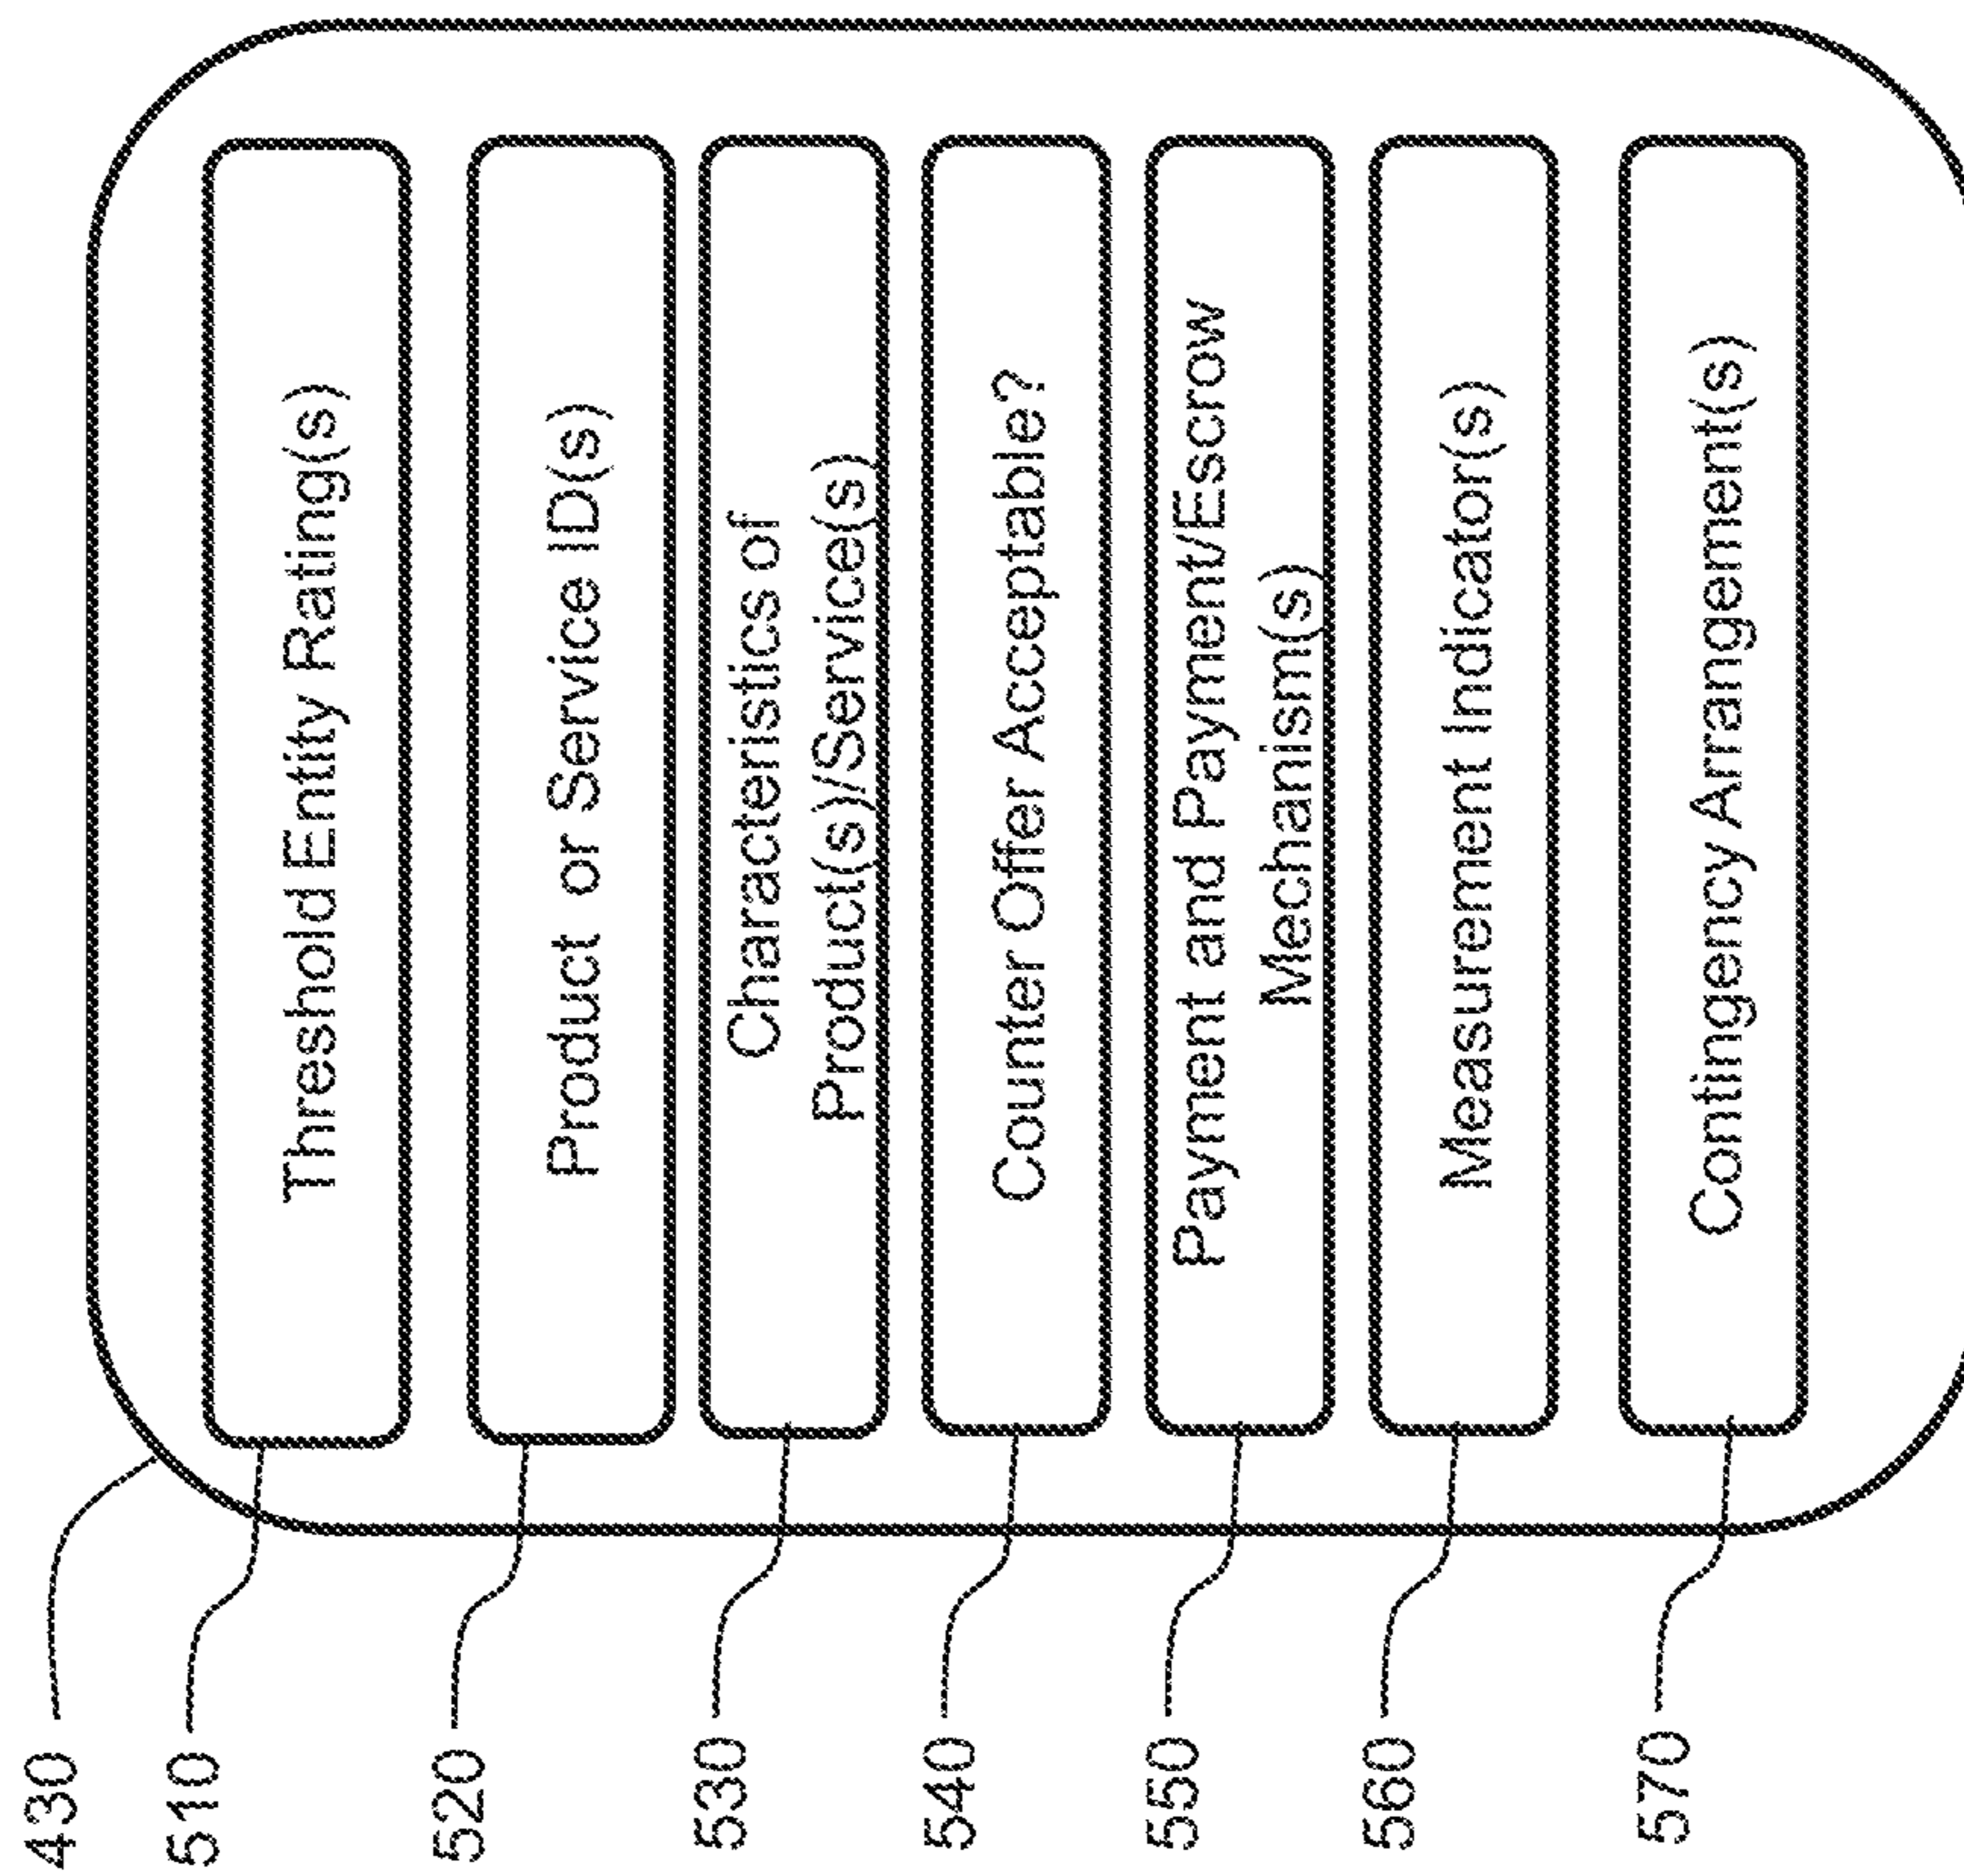 430
510
Threshold Entity Rating(s)
520
Product or Service ID(s)
530
Characteristics of
Product(s)/Service(s)
540
Counter Offer Acceptable?
550
Payment and Payment/Escrow
Mechanism(s)
560
Measurement Indicator(s)
570
Contingency Arrangement(s)